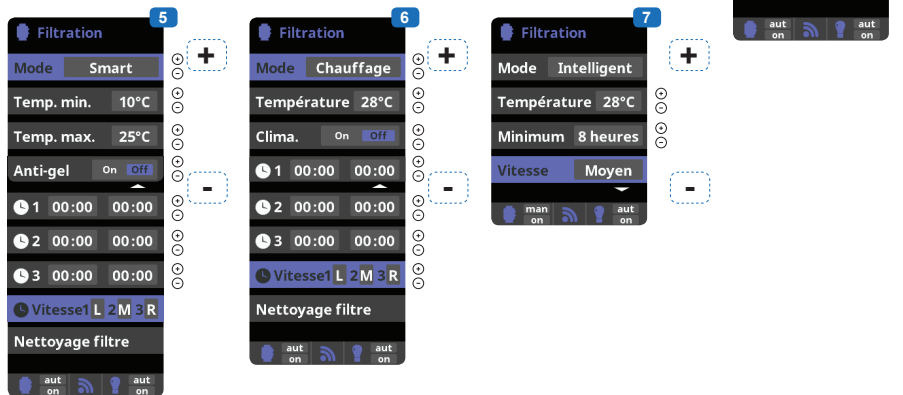 5
Filtration
Mode Smart
Temp. min. 10°C
Temp. max. 25°C
Anti-gel On Off
1 00:00 00:00
2 00:00 00:00
3 00:00 00:00
Vitesse1 L 2 M 3 R
Nettoyage filtre
aut on aut on
+
-
6
Filtration
Mode Chauffage
Température 28°C
Clima. On Off
1 00:00 00:00
2 00:00 00:00
3 00:00 00:00
Vitesse1 L 2 M 3 R
Nettoyage filtre
aut on aut on
+
-
7
Filtration
Mode Intelligent
Température 28°C
Minimum 8 heures
Vitesse Moyen
man on aut on
+
-
aut on aut on